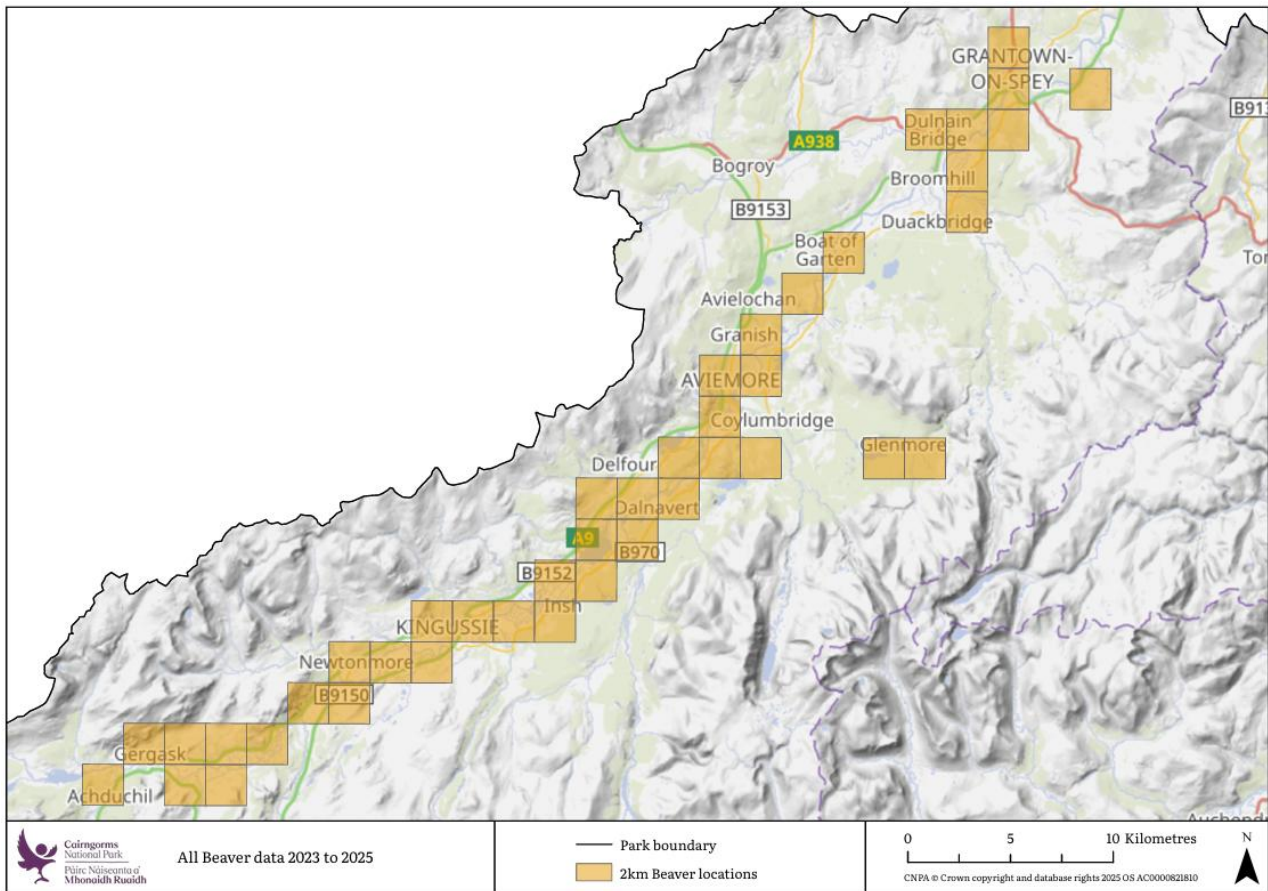 GRANTOWN-
ON-SPEY
B913
Dulnain
Bridge
A938
Bogroy
Broomhill
B9153
Duackbridge
Boat of
Garten
Tor
Avielochan
Granish
AVIEMORE
Coylumbridge
Glenmore
Delfour
Dalnavert
A9
B970
B9152
Insh
KINGUSSIE
Newtonmore
B9150
Gergask
Achduchil
Auchend
Cairngorms
National Park
Pàirc Nàiseanta a'
Mhonaidh Ruaidh
All Beaver data 2023 to 2025
Park boundary
2km Beaver locations
0 5 10 Kilometres
N
CNPA © Crown copyright and database rights 2025 OS AC0000821810